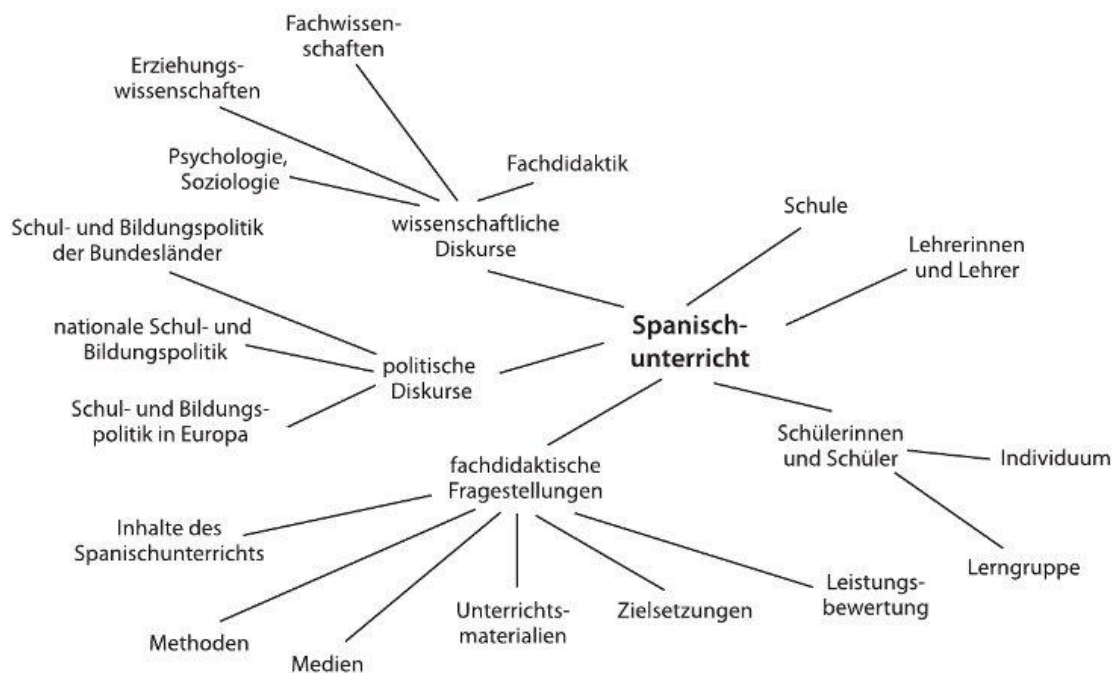 Fachwissen-
schaften
Erziehungs-
wissenschaften
Psychologie,
Soziologie
Fachdidaktik
wissenschaftliche
Diskurse
Schule
Schul- und Bildungspolitik
der Bundesländer
Lehrerinnen
und Lehrer
Spanisch-
unterricht
nationale Schul- und
Bildungspolitik
politische
Diskurse
Schul- und Bildungs-
politik in Europa
Schülerinnen
und Schüler
Individuum
Lerngruppe
fachdidaktische
Fragestellungen
Inhalte des
Spanischunterrichts
Methoden
Medien
Unterrichts-
materialien
Zielsetzungen
Leistungs-
bewertung